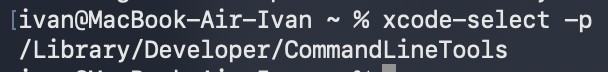 [ivan@MacBook-Air-Ivan ~ % xcode-select -p
/Library/Developer/CommandLineTools